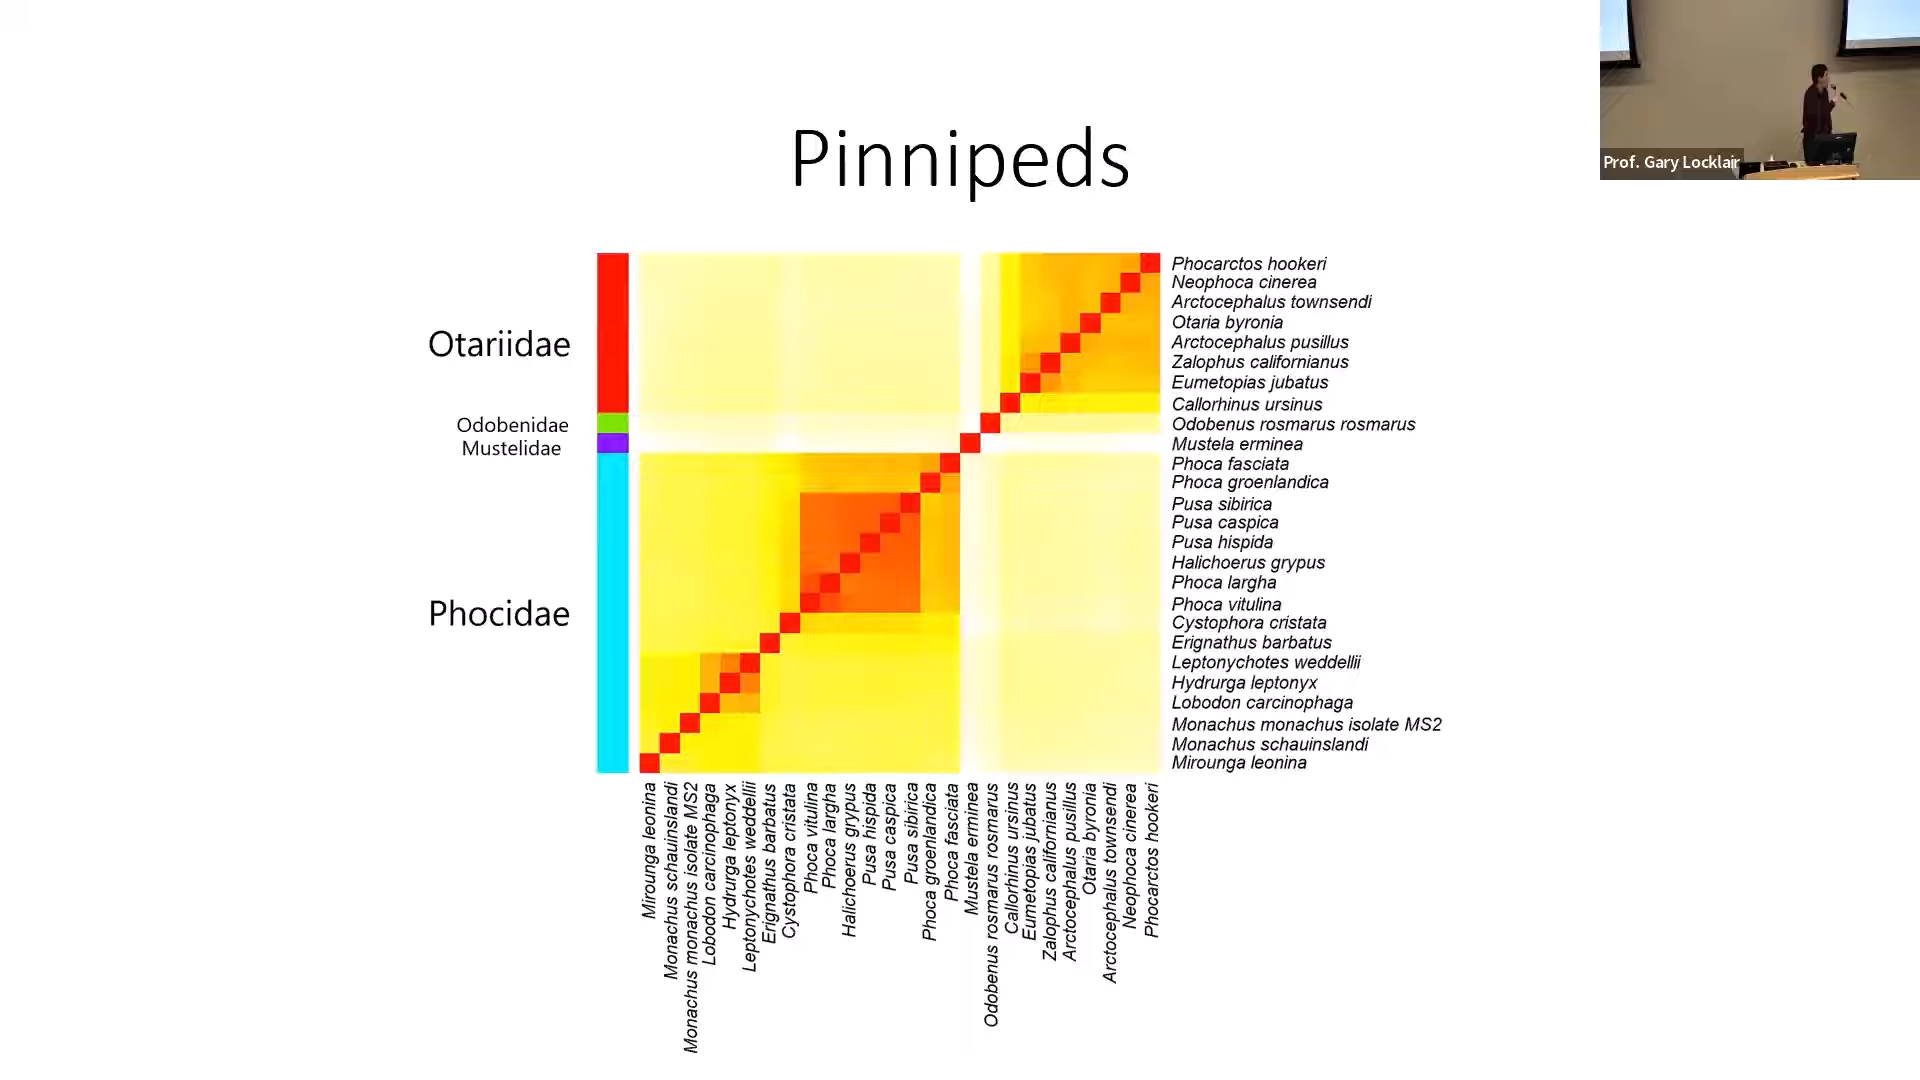 Prof. Gary Locklair
Pinnipeds
Otariidae
Odobenidae
Mustelidae
Phocidae
Phocarctos hookeri
Neophoca cinerea
Arctocephalus townsendi
Otaria byronia
Arctocephalus pusillus
Zalophus californianus
Eumetopias jubatus
Callorhinus ursinus
Odobenus rosmarus rosmarus
Mustela erminea
Phoca fasciata
Phoca groenlandica
Pusa sibirica
Pusa caspica
Pusa hispida
Halichoerus grypus
Phoca largha
Phoca vitulina
Cystophora cristata
Erignathus barbatus
Leptonychotes weddellii
Hydrurga leptonyx
Lobodon carcinophaga
Monachus monachus isolate MS2
Monachus schauinslandi
Mirounga leonina
Mirounga leonina
Monachus schauinslandi
Monachus monachus isolate MS2
Lobodon carcinophaga
Hydrurga leptonyx
Leptonychotes weddellii
Erignathus barbatus
Cystophora cristata
Phoca vitulina
Phoca largha
Halichoerus grypus
Pusa hispida
Pusa caspica
Pusa sibirica
Phoca groenlandica
Phoca fasciata
Mustela erminea
Odobenus rosmarus rosmarus
Callorhinus ursinus
Eumetopias jubatus
Zalophus californianus
Arctocephalus pusillus
Otaria byronia
Arctocephalus townsendi
Neophoca cinerea
Phocarctos hookeri